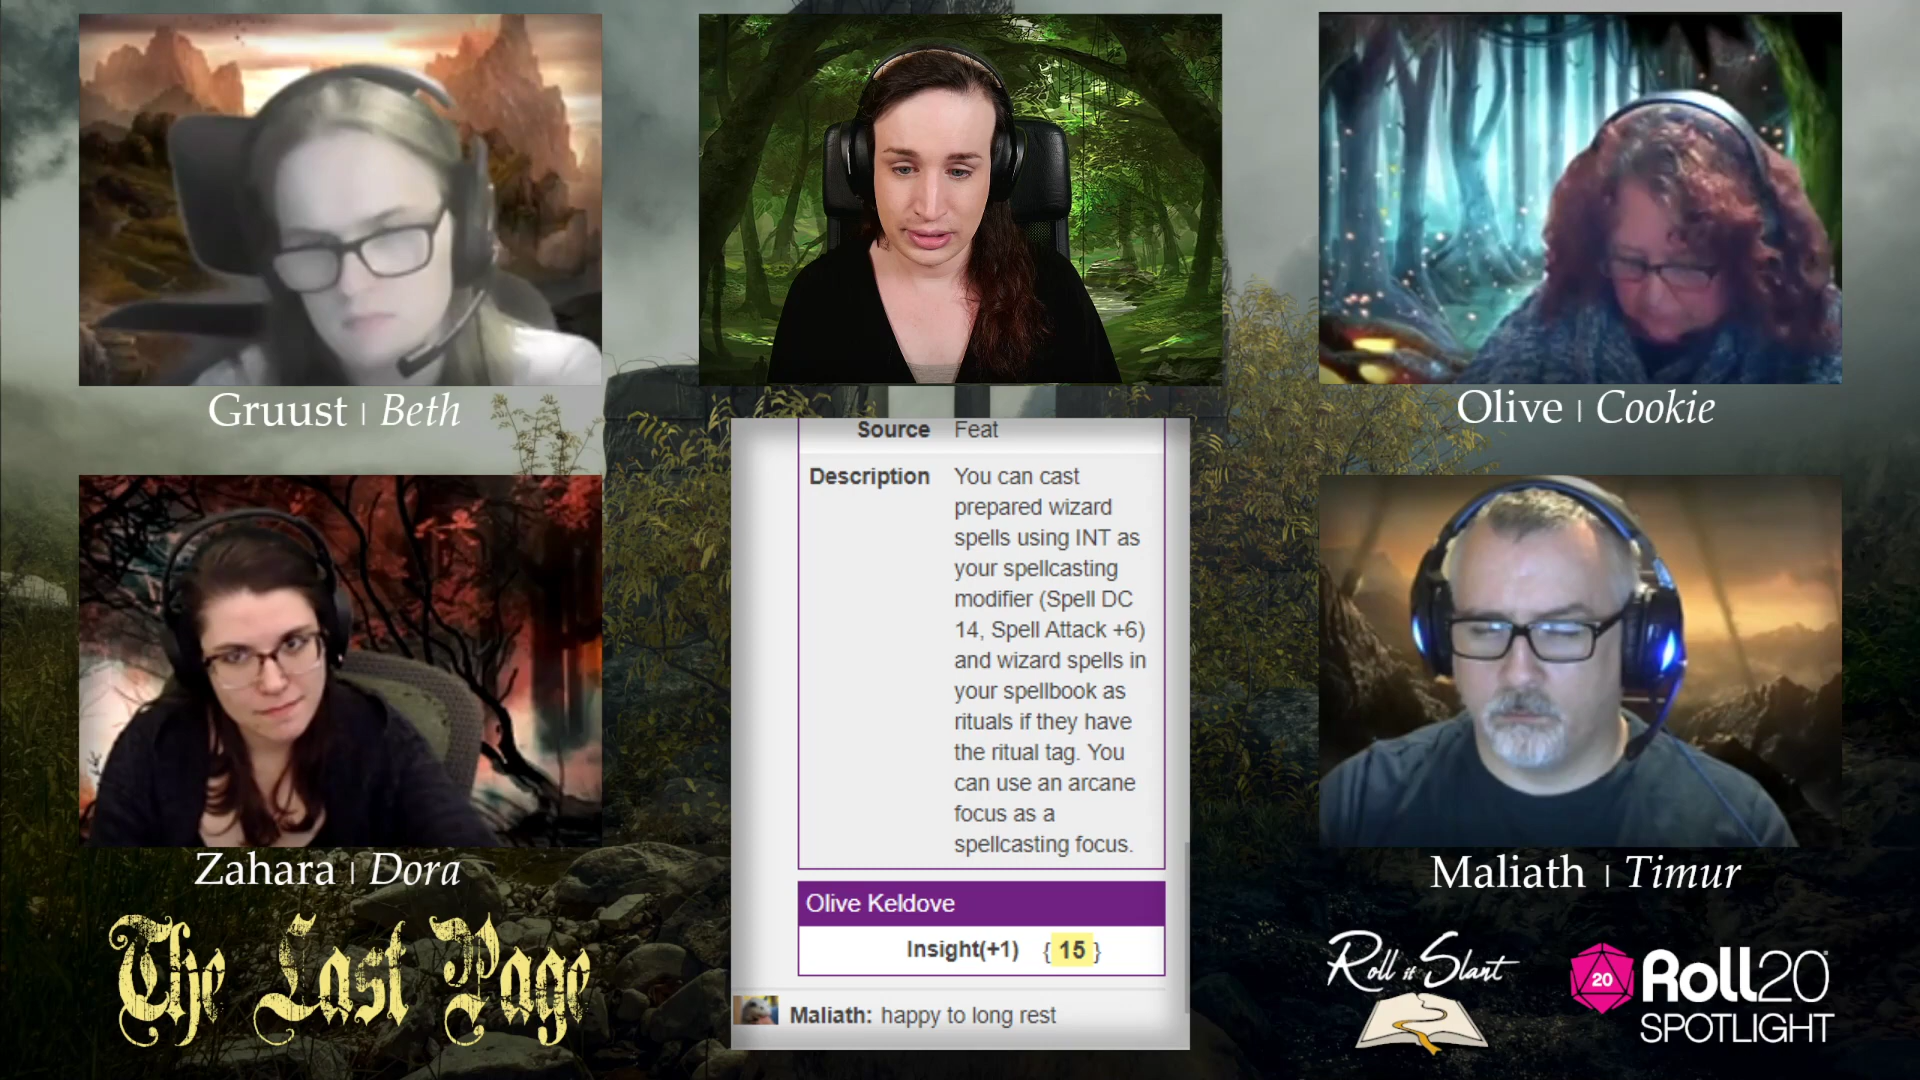 Gruust | Beth
Olive | Cookie
Source Feat
Description You can cast
prepared wizard
spells using INT as
your spellcasting
modifier (Spell DC
14, Spell Attack +6)
and wizard spells in
your spellbook as
rituals if they have
the ritual tag. You
can use an arcane
focus as a
spellcasting focus.
Olive Keldove
Insight(+1) { 15 }
Maliath: happy to long rest
Zahara | Dora
Maliath | Timur
The Last Page
Roll it Slant
20
Roll20
SPOTLIGHT